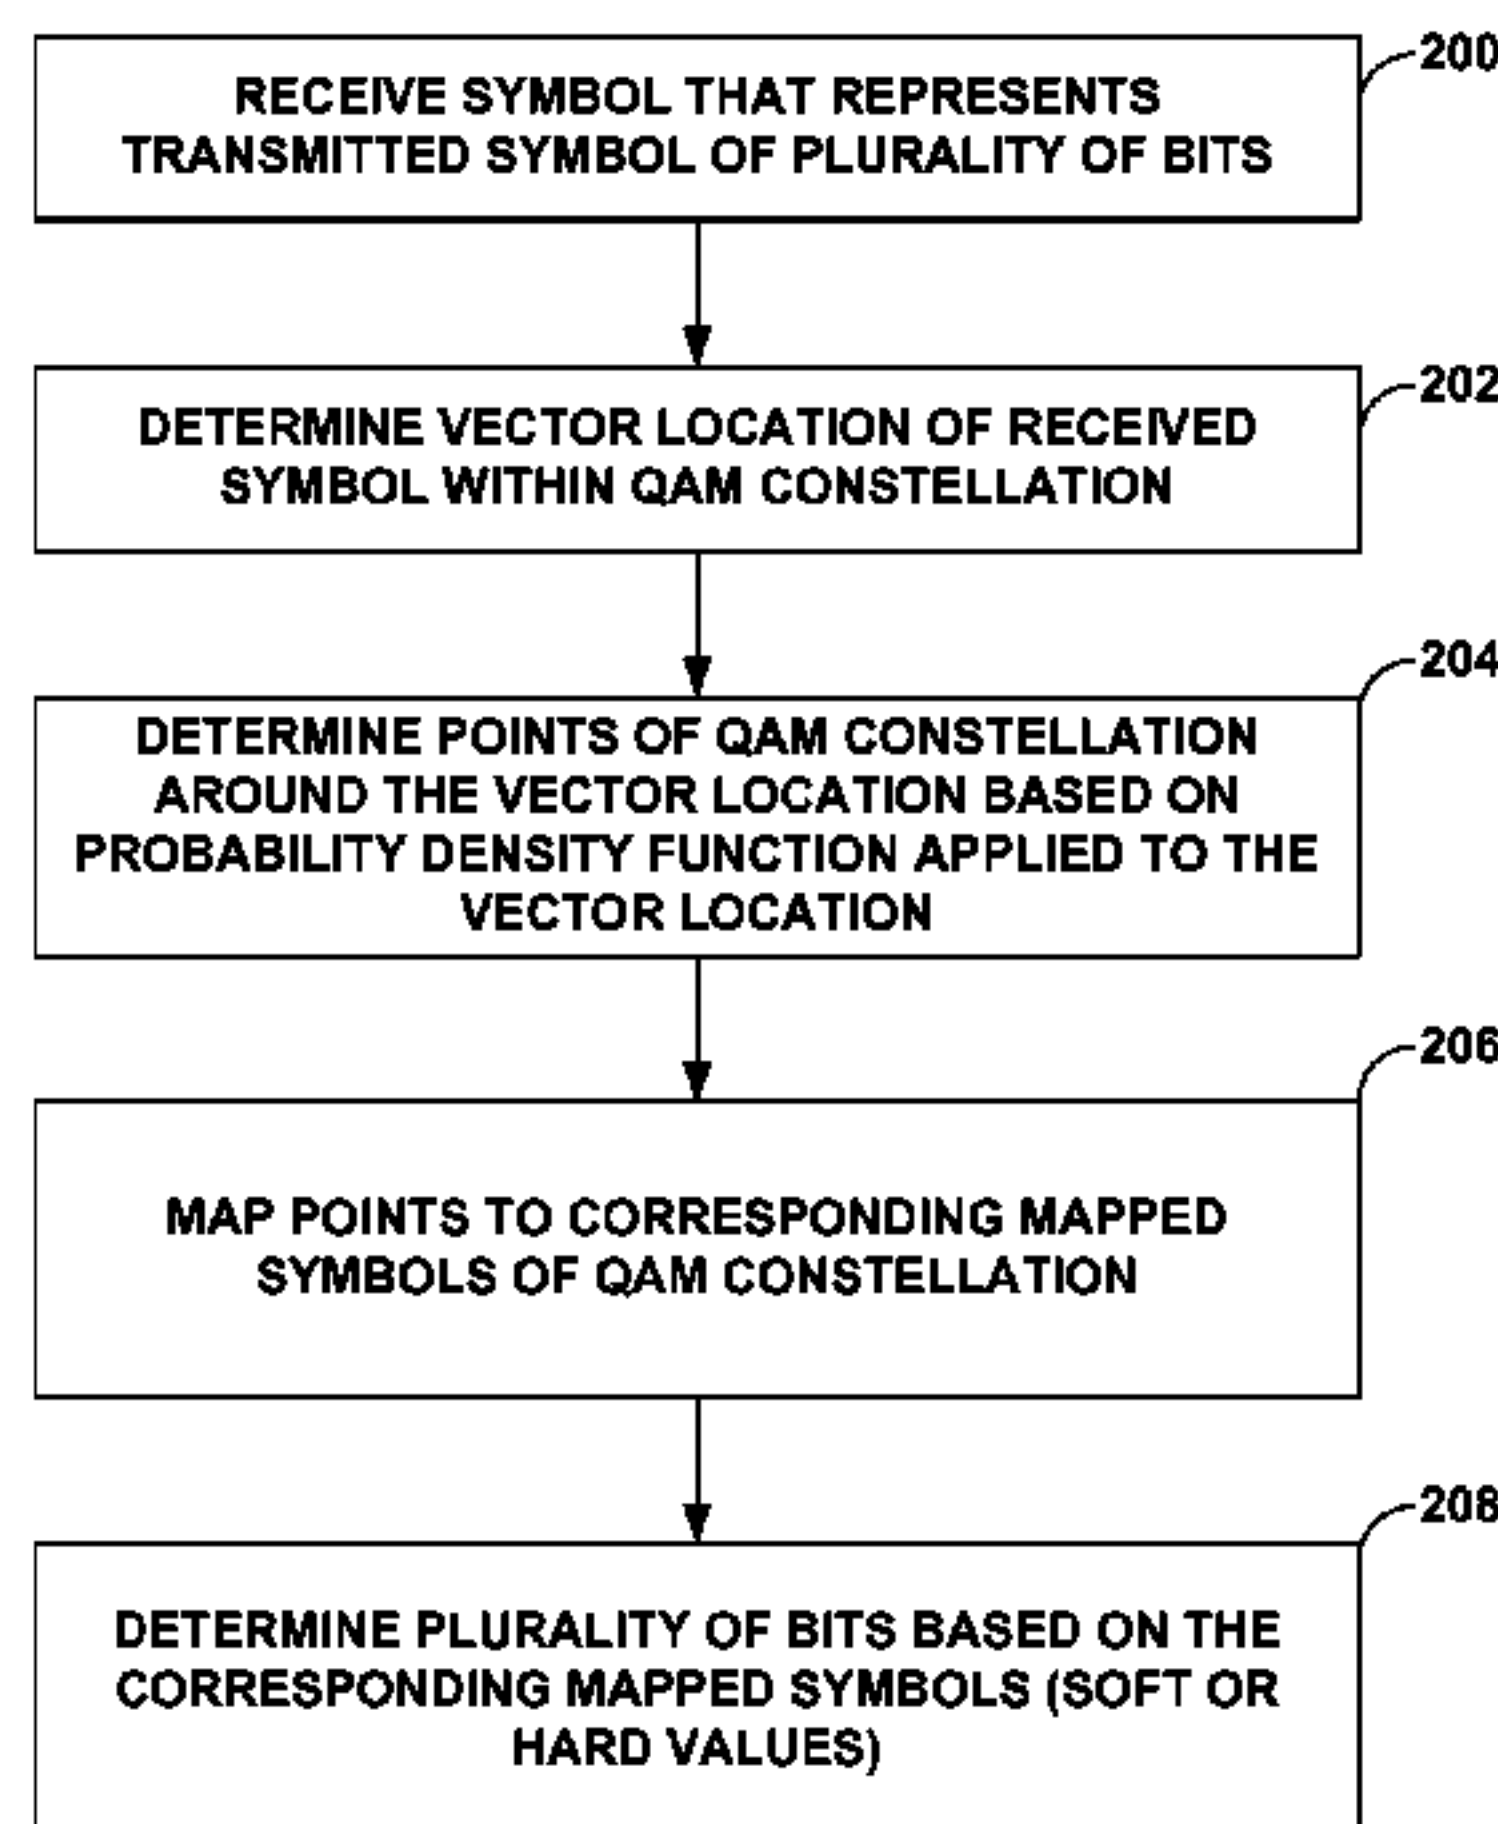 200
RECEIVE SYMBOL THAT REPRESENTS
TRANSMITTED SYMBOL OF PLURALITY OF BITS
202
DETERMINE VECTOR LOCATION OF RECEIVED
SYMBOL WITHIN QAM CONSTELLATION
204
DETERMINE POINTS OF QAM CONSTELLATION
AROUND THE VECTOR LOCATION BASED ON
PROBABILITY DENSITY FUNCTION APPLIED TO THE
VECTOR LOCATION
206
MAP POINTS TO CORRESPONDING MAPPED
SYMBOLS OF QAM CONSTELLATION
208
DETERMINE PLURALITY OF BITS BASED ON THE
CORRESPONDING MAPPED SYMBOLS (SOFT OR
HARD VALUES)